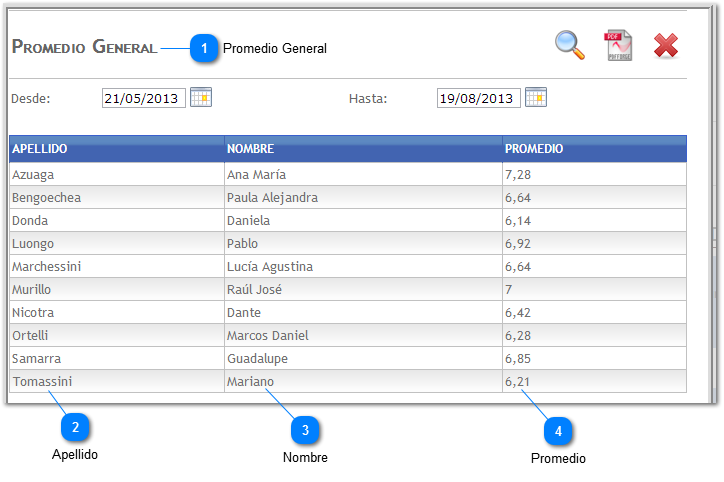 PROMEDIO GENERAL 1 Promedio General PDF
Desde: 21/05/2013 Hasta: 19/08/2013
APELLIDO NOMBRE PROMEDIO
Azuaga Ana María 7,28
Bengoechea Paula Alejandra 6,64
Donda Daniela 6,14
Luongo Pablo 6,92
Marchessini Lucía Agustina 6,64
Murillo Raúl José 7
Nicotra Dante 6,42
Ortelli Marcos Daniel 6,28
Samarra Guadalupe 6,85
Tomassini Mariano 6,21
2 3 4
Apellido Nombre Promedio